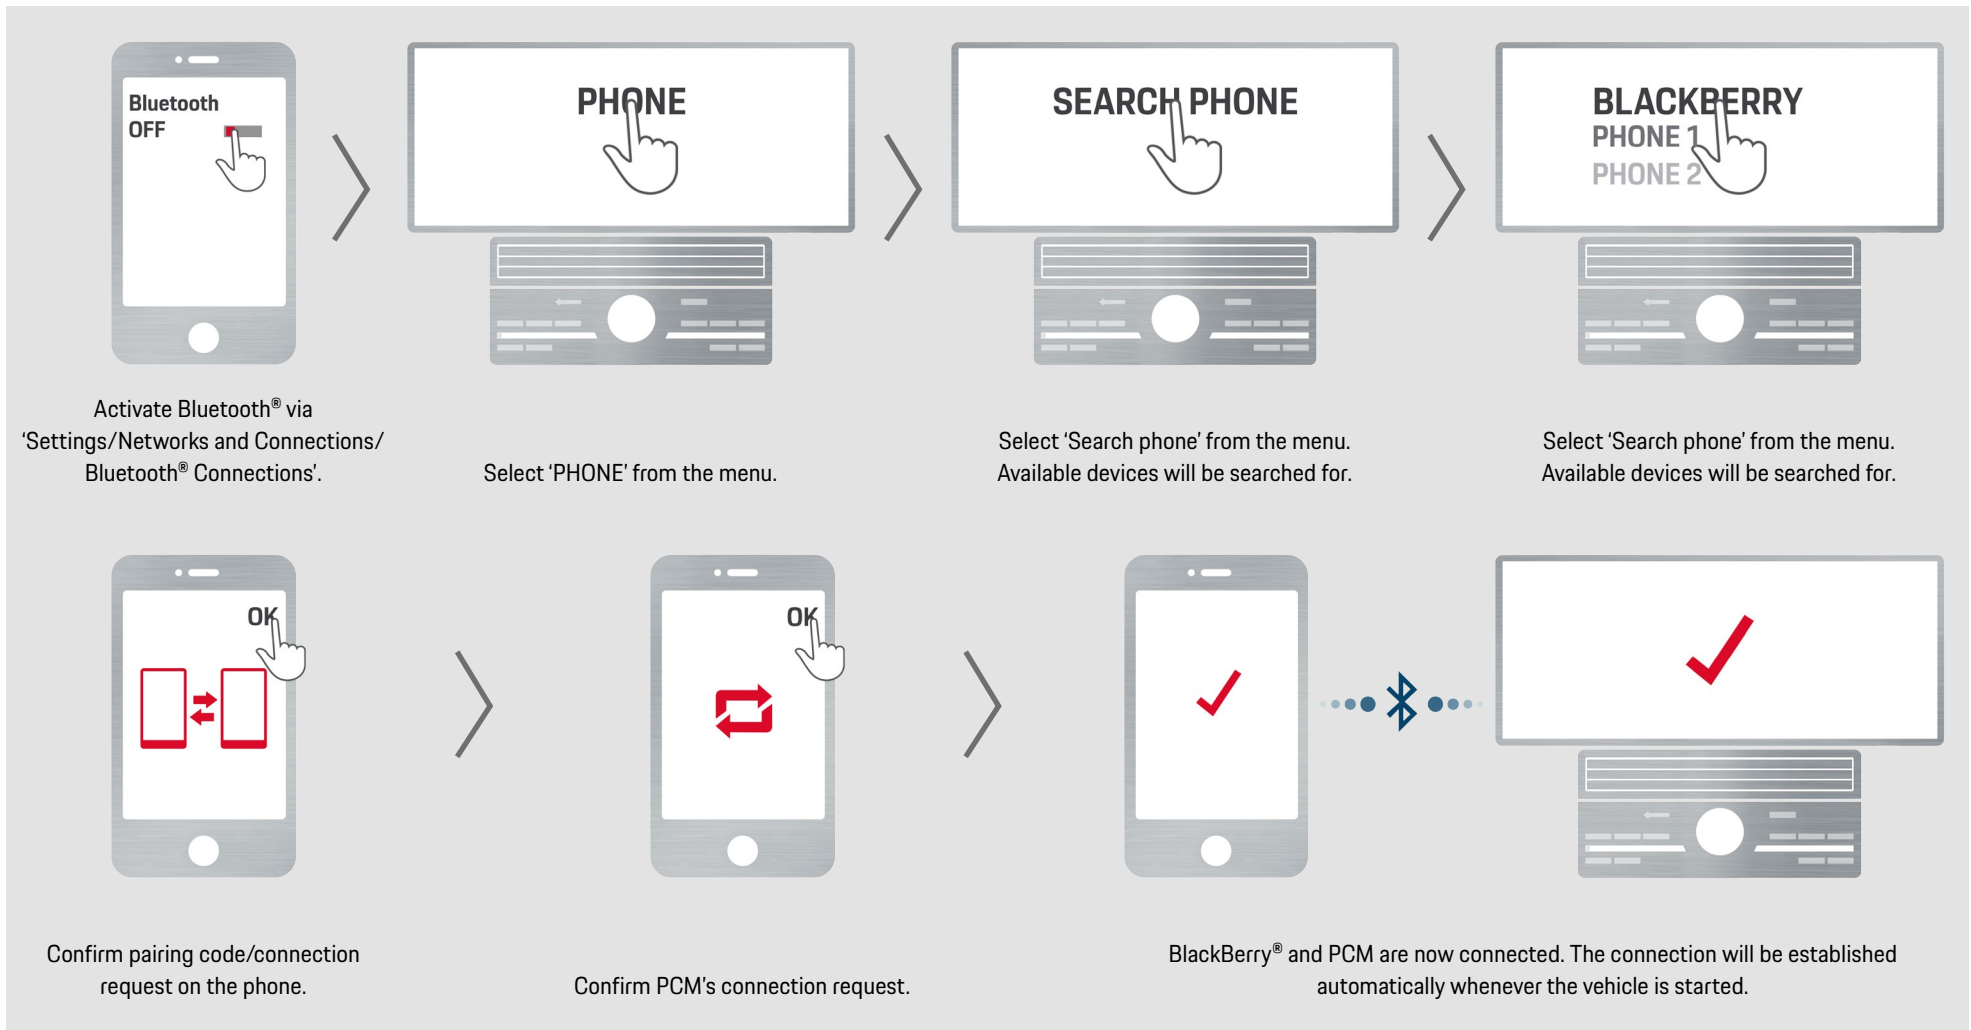 Bluetooth
OFF
PHONE
SEARCH PHONE
BLACKBERRY
PHONE 1
PHONE 2
Activate Bluetooth® via
‘Settings/Networks and Connections/
Bluetooth® Connections’.
Select ‘PHONE’ from the menu.
Select ‘Search phone’ from the menu.
Available devices will be searched for.
Select ‘Search phone’ from the menu.
Available devices will be searched for.
OK
OK
Confirm pairing code/connection
request on the phone.
Confirm PCM’s connection request.
BlackBerry® and PCM are now connected. The connection will be established
automatically whenever the vehicle is started.